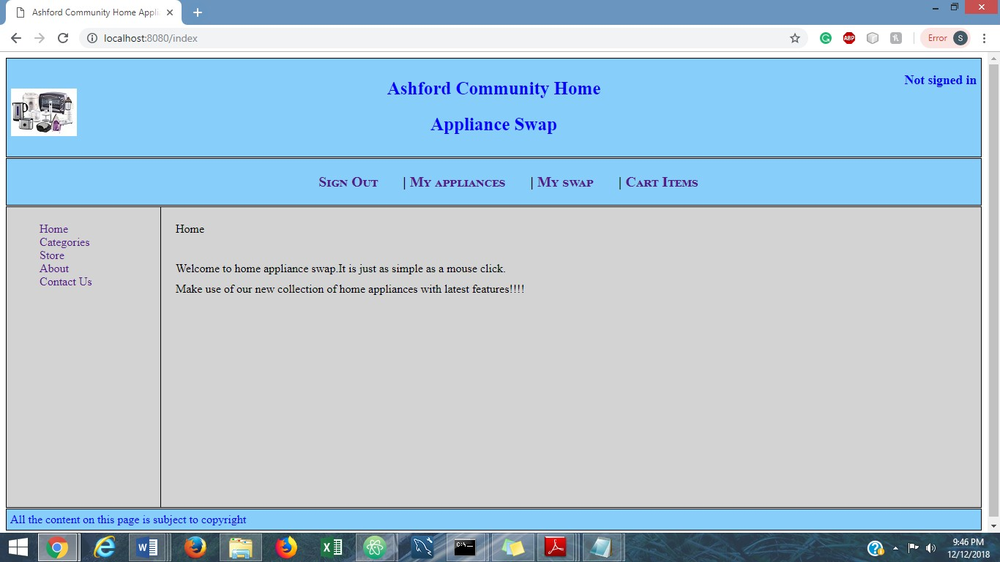 Ashford Community Home Appli
localhost:8080/index
ABP
Error S
Ashford Community Home
Appliance Swap
Not signed in
Sign Out | My appliances | My swap | Cart Items
Home
Categories
Store
About
Contact Us
Home
Welcome to home appliance swap.It is just as simple as a mouse click.
Make use of our new collection of home appliances with latest features!!!!
All the content on this page is subject to copyright
9:46 PM
12/12/2018